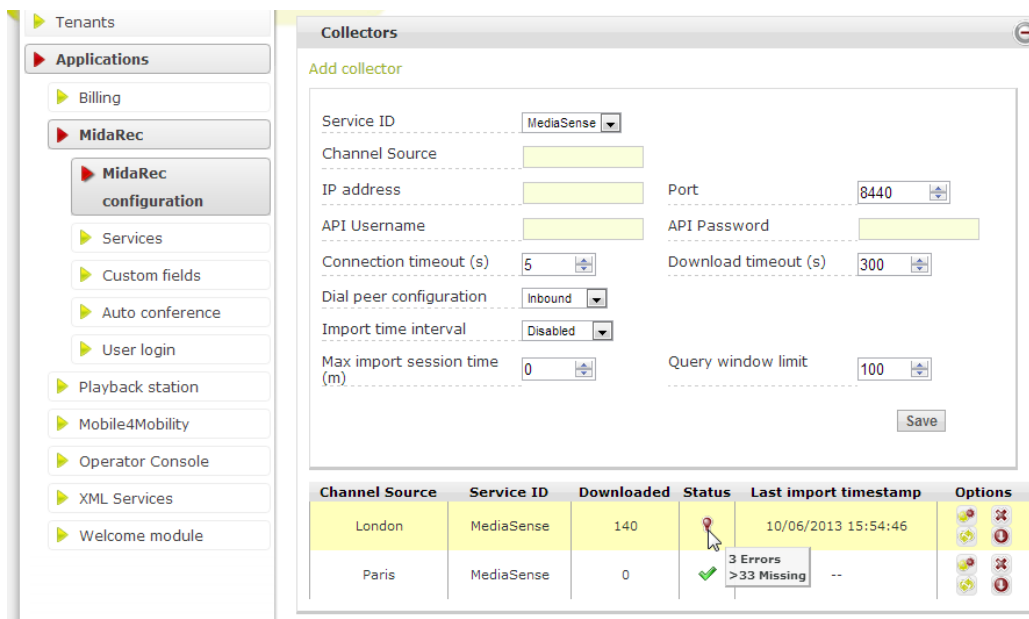 Tenants
Applications
Billing
MidaRec
MidaRec
configuration
Services
Custom fields
Auto conference
User login
Playback station
Mobile4Mobility
Operator Console
XML Services
Welcome module
Collectors
Add collector
Service ID MediaSense
Channel Source
IP address Port 8440
API Username API Password
Connection timeout (s) 5 Download timeout (s) 300
Dial peer configuration Inbound
Import time interval Disabled
Max import session time
(m) 0 Query window limit 100
Save
Channel Source Service ID Downloaded Status Last import timestamp Options
London MediaSense 140 10/06/2013 15:54:46
3 Errors
>33 Missing
Paris MediaSense 0 --